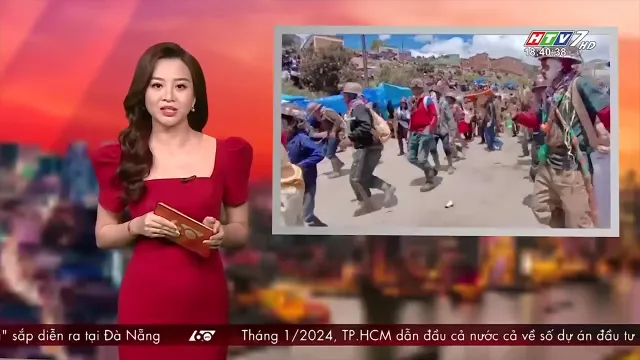 HTV7 HD
18:40:38
" sắp diễn ra tại Đà Nẵng 60 Tháng 1/2024, TP.HCM dẫn đầu cả nước cả về số dự án đầu tư